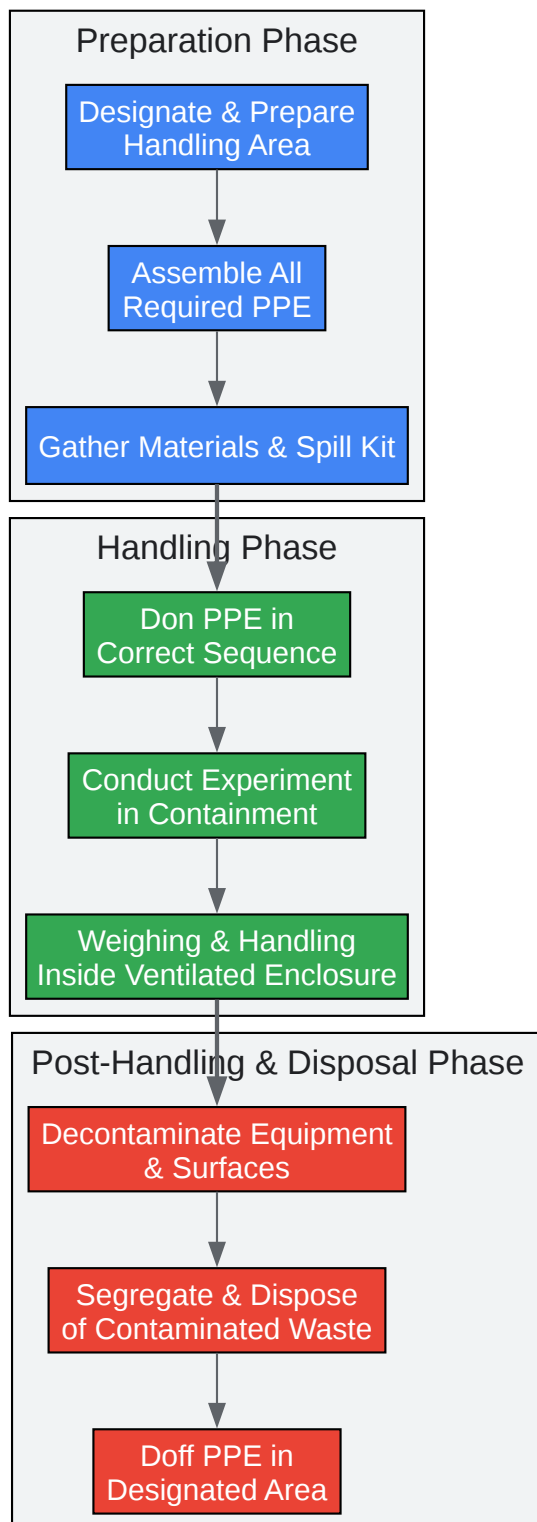 Preparation Phase
Designate & Prepare
Handling Area
Assemble All
Required PPE
Gather Materials & Spill Kit
Handling Phase
Don PPE in
Correct Sequence
Conduct Experiment
in Containment
Weighing & Handling
Inside Ventilated Enclosure
Post-Handling & Disposal Phase
Decontaminate Equipment
& Surfaces
Segregate & Dispose
of Contaminated Waste
Doff PPE in
Designated Area